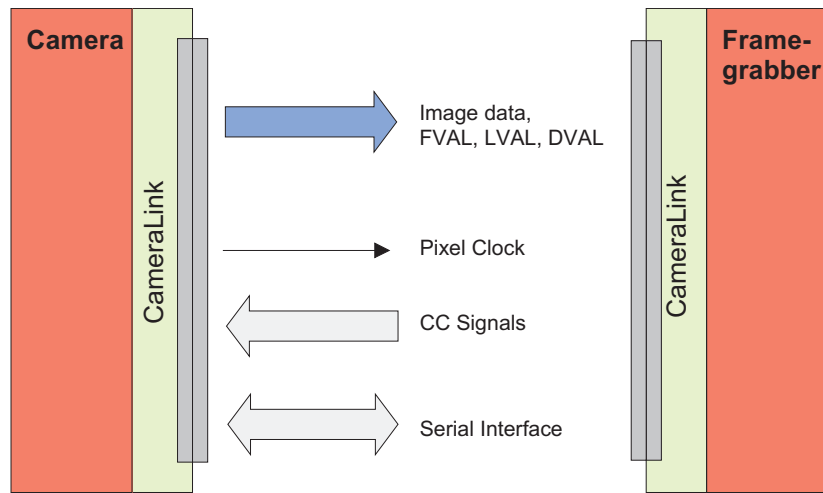 Camera
Frame-
grabber
CameraLink
Image data,
FVAL, LVAL, DVAL
Pixel Clock
CC Signals
Serial Interface
CameraLink